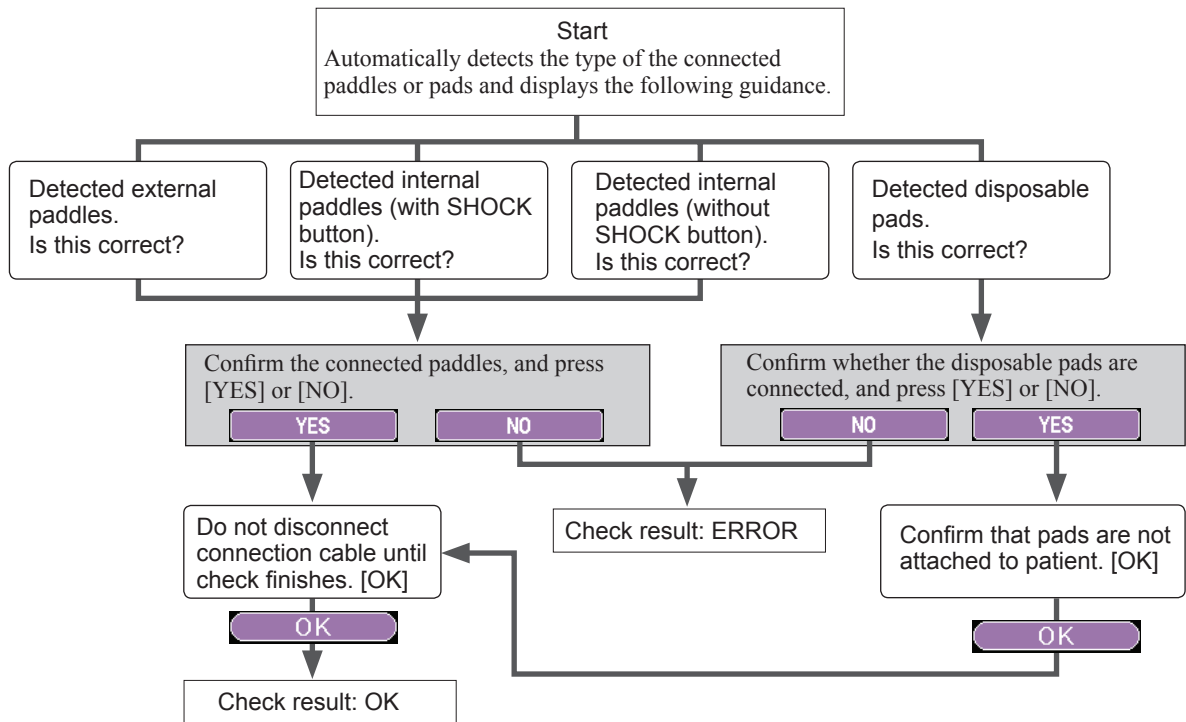 Start
Automatically detects the type of the connected
paddles or pads and displays the following guidance.
Detected external
paddles.
Is this correct?
Detected internal
paddles (with SHOCK
button).
Is this correct?
Detected internal
paddles (without
SHOCK button).
Is this correct?
Detected disposable
pads.
Is this correct?
Confirm the connected paddles, and press
[YES] or [NO].
YES
NO
Confirm whether the disposable pads are
connected, and press [YES] or [NO].
NO
YES
Do not disconnect
connection cable until
check finishes. [OK]
Check result: ERROR
Confirm that pads are not
attached to patient. [OK]
OK
OK
Check result: OK